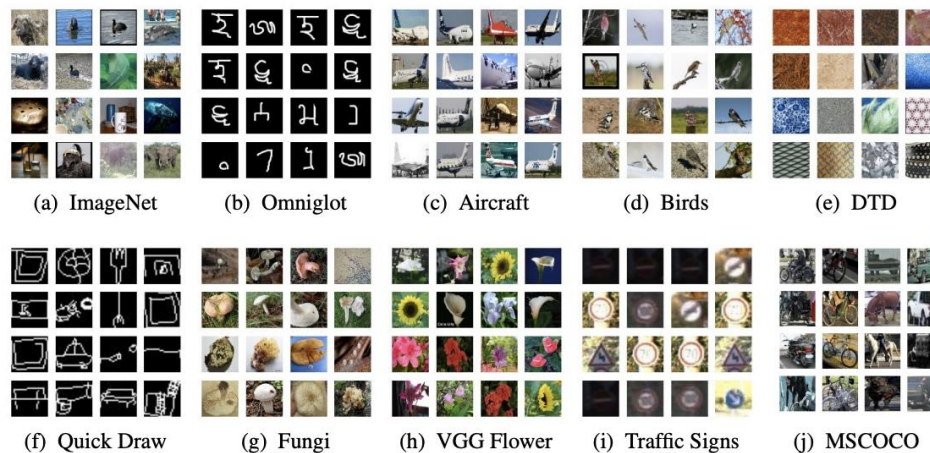 (a) ImageNet
(b) Omniglot
(c) Aircraft
(d) Birds
(e) DTD
(f) Quick Draw
(g) Fungi
(h) VGG Flower
(i) Traffic Signs
(j) MSCOCO